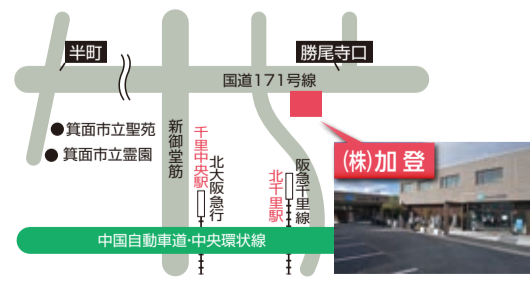 半町
勝尾寺口
国道171号線
●箕面市立聖苑
●箕面市立霊園
新御堂筋
千里中央駅
北大阪急行
北千里駅
阪急千里線
(株)加登
中国自動車道・中央環状線